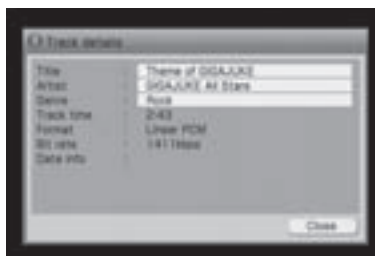 Track details
Title : Theme of GIGAJUKE
Artist : GIGAJUKE All Stars
Genre : Rock
Track time : 2:43
Format : Linear PCM
Bit rate : 1411kbps
Date info :
Close